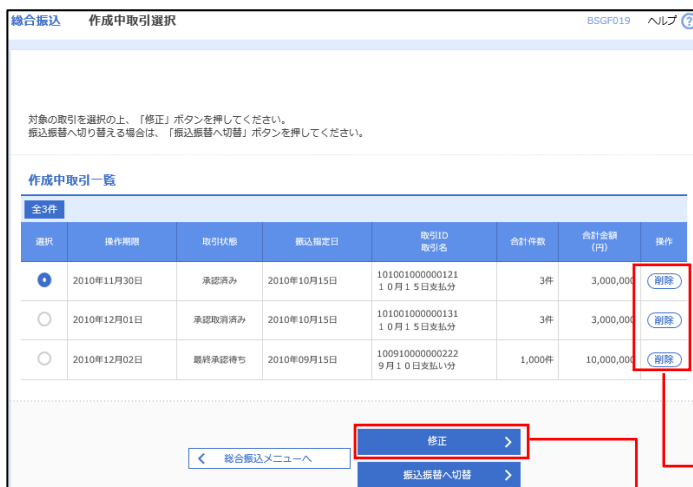 総合振込 作成中取引選択 BSGF019 ヘルプ ?
対象の取引を選択の上、「修正」ボタンを押してください。
振込振替へ切り替える場合は、「振込振替へ切替」ボタンを押してください。
作成中取引一覧
全3件
選択 操作期限 取引状態 振込指定日 取引ID 取引名 合計件数 合計金額 (円) 操作
2010年11月30日 承認済み 2010年10月15日 101001000000121 3件 3,000,000 削除
10月15日支払分
2010年12月01日 承認取消済み 2010年10月15日 101001000000131 3件 3,000,000 削除
10月15日支払分
2010年12月02日 最終承認待ち 2010年09月15日 100910000000222 1,000件 10,000,000 削除
9月10日支払い分
修正
総合振込メニューへ
振込振替へ切替